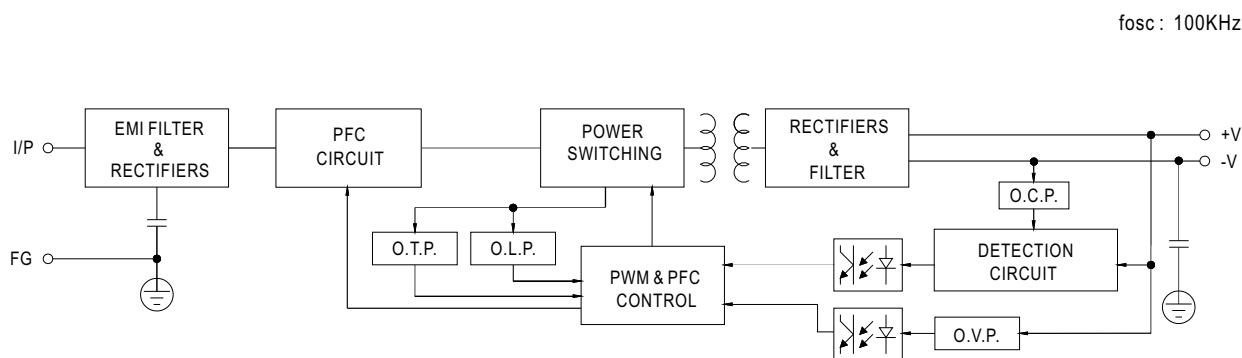 fosc : 100KHz
I/P
EMI FILTER
&
RECTIFIERS
PFC
CIRCUIT
POWER
SWITCHING
RECTIFIERS
&
FILTER
+V
-V
O.C.P.
O.T.P.
O.L.P.
FG
PWM & PFC
CONTROL
DETECTION
CIRCUIT
O.V.P.